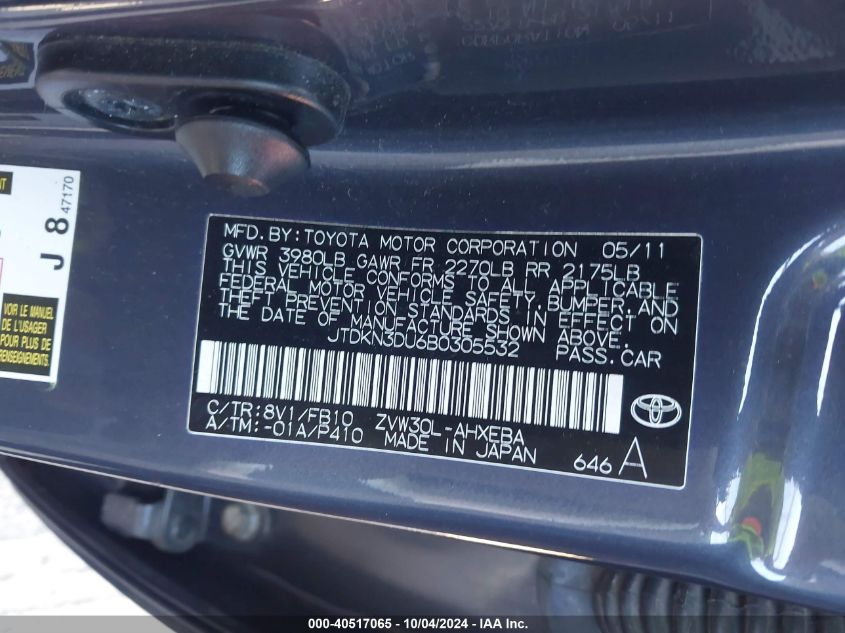 J 8 47170
VOIR LE MANUEL
DE L'USAGER
POUR PLUS DE
RENSEIGNEMENTS
MFD. BY: TOYOTA MOTOR CORPORATION 05/11
GVWR 3980LB GAWR FR 2270LB RR 2175LB
THIS VEHICLE CONFORMS TO ALL APPLICABLE
FEDERAL MOTOR VEHICLE SAFETY, BUMPER, AND
THEFT PREVENTION STANDARDS IN EFFECT ON
THE DATE OF MANUFACTURE SHOWN ABOVE.
JTDKN3DU6B0305532 PASS.CAR
C/TR:8V1/FB10 ZVW30L-AHXEBA
A/TM:-01A/P410 MADE IN JAPAN
646 A
000-40517065 - 10/04/2024 - IAA Inc.